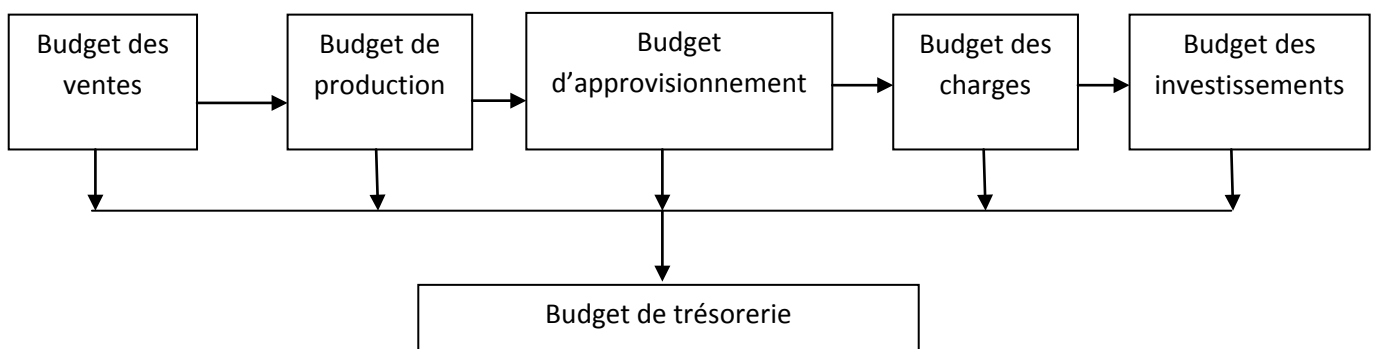 Budget des
ventes
Budget de
production
Budget
d’approvisionnement
Budget des
charges
Budget des
investissements
Budget de trésorerie